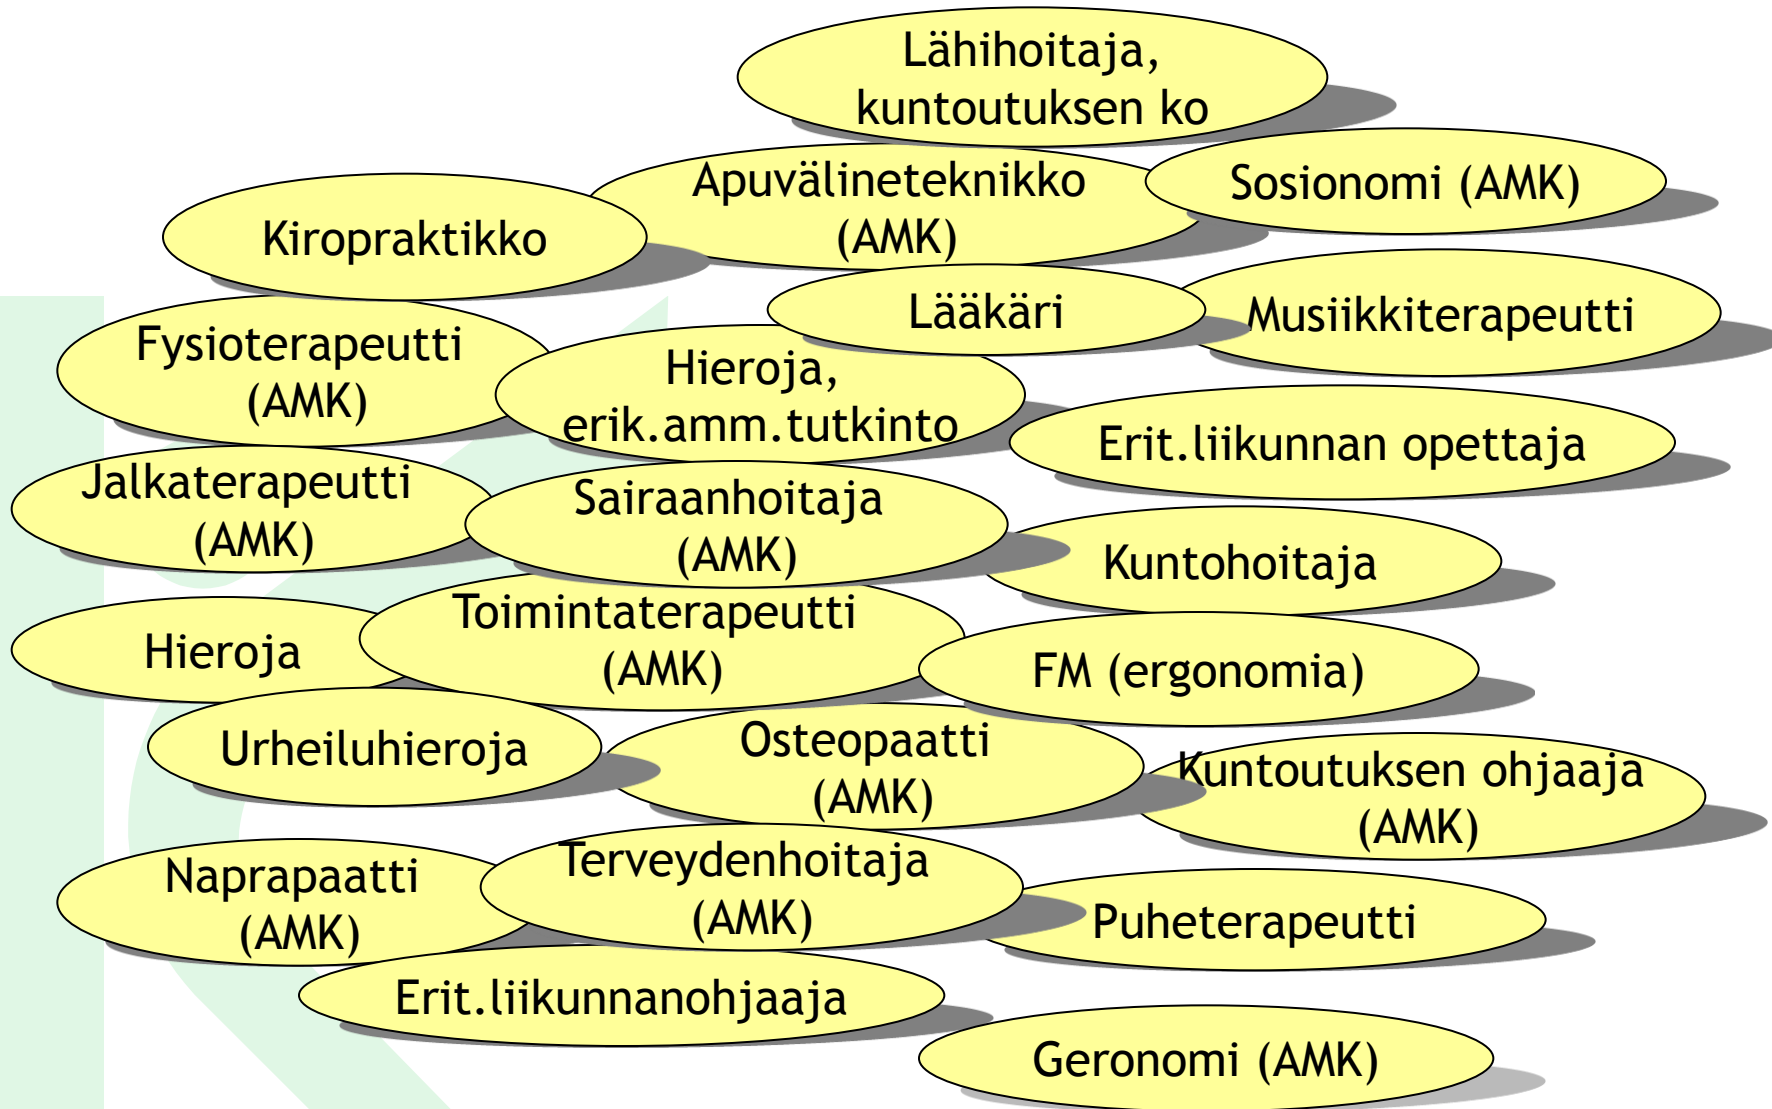 Lähihoitaja,
kuntoutuksen ko
Apuvälineteknikko
(AMK)
Sosionomi (AMK)
Kiropraktikko
Lääkäri
Musiikkiterapeutti
Fysioterapeutti
(AMK)
Hieroja,
erik.amm.tutkinto
Erit.liikunnan opettaja
Jalkaterapeutti
(AMK)
Sairaanhoitaja
(AMK)
Kuntohoitaja
Hieroja
Toimintaterapeutti
(AMK)
FM (ergonomia)
Urheiluhieroja
Osteopaatti
(AMK)
Kuntoutuksen ohjaaja
(AMK)
Naprapaatti
(AMK)
Terveydenhoitaja
(AMK)
Puheterapeutti
Erit.liikunnanohjaaja
Geronomi (AMK)